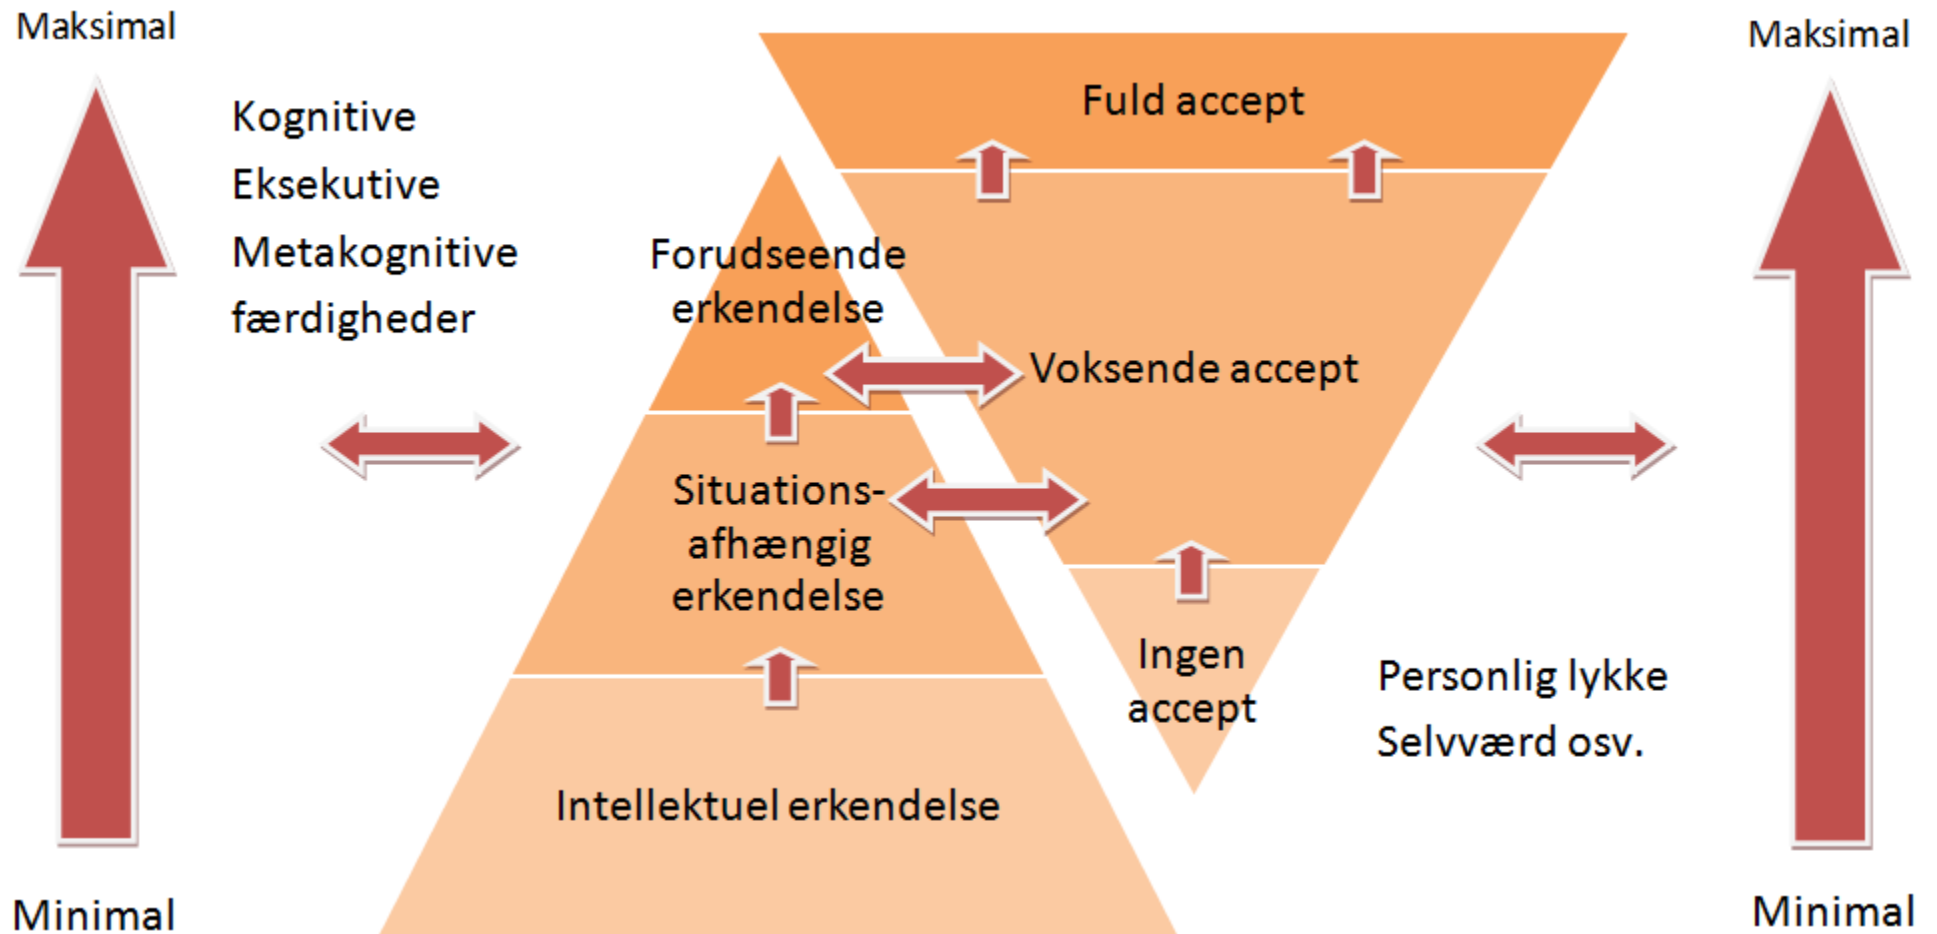 Maksimal
Maksimal
Kognitive
Eksekutive
Metakognitive
færdigheder
Fuld accept
Forudseende
erkendelse
Voksende accept
Situations-
afhængig
erkendelse
Ingen
accept
Intellektuel erkendelse
Personlig lykke
Selvværd osv.
Minimal
Minimal